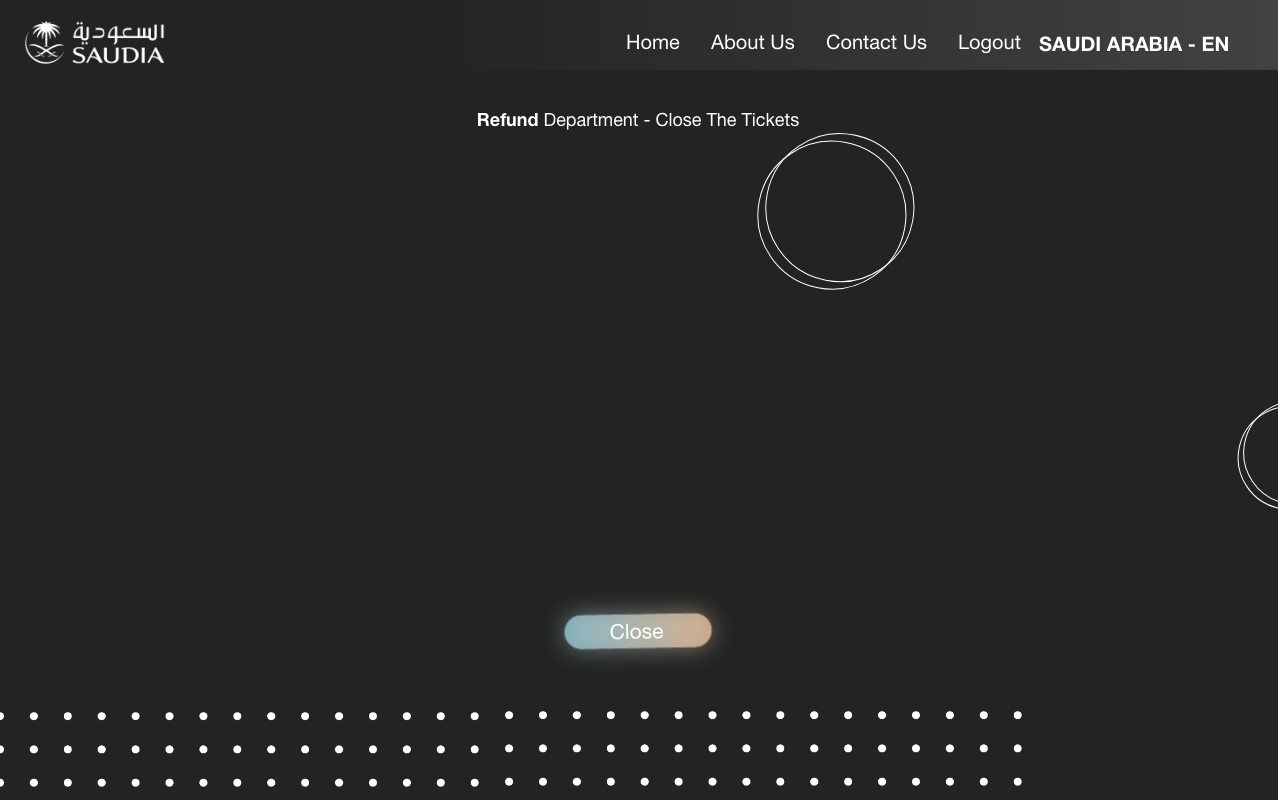 السعودية
SAUDIA
Home About Us Contact Us Logout SAUDI ARABIA - EN
Refund Department - Close The Tickets
Close